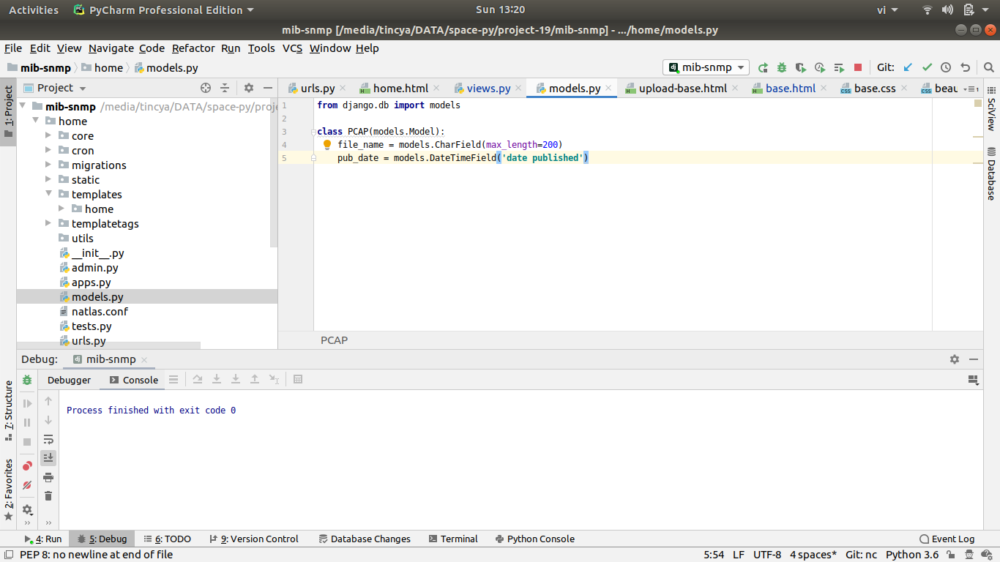 Activities PyCharm Professional Edition Sun 13:20 vi
mib-snmp [/media/tincya/DATA/space-py/project-19/mib-snmp] - .../home/models.py
File Edit View Navigate Code Refactor Run Tools VCS Window Help
mib-snmp home models.py mib-snmp Git:
1: Project
7: Structure
2: Favorites
Project
mib-snmp /media/tincya/DATA/space-py/proje
home
core
cron
migrations
static
templates
home
templatetags
utils
__init__.py
admin.py
apps.py
models.py
natlas.conf
tests.py
urls.py
urls.py home.html views.py models.py upload-base.html base.html base.css beau
1 from django.db import models
2
3 class PCAP(models.Model):
4 file_name = models.CharField(max_length=200)
5 pub_date = models.DateTimeField('date published')
PCAP
SciView
Database
Debug: mib-snmp
Debugger Console
Process finished with exit code 0
4: Run 5: Debug 6: TODO 9: Version Control Database Changes Terminal Python Console Event Log
PEP 8: no newline at end of file 5:54 LF UTF-8 4 spaces* Git: nc Python 3.6